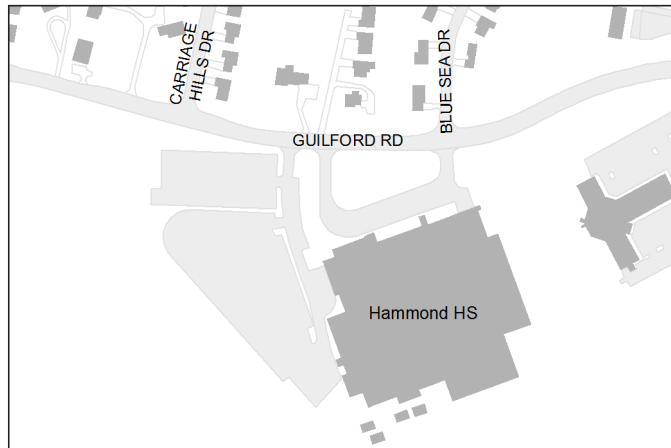 CARRIAGE
HILLS DR
BLUE SEA DR
GUILFORD RD
Hammond HS